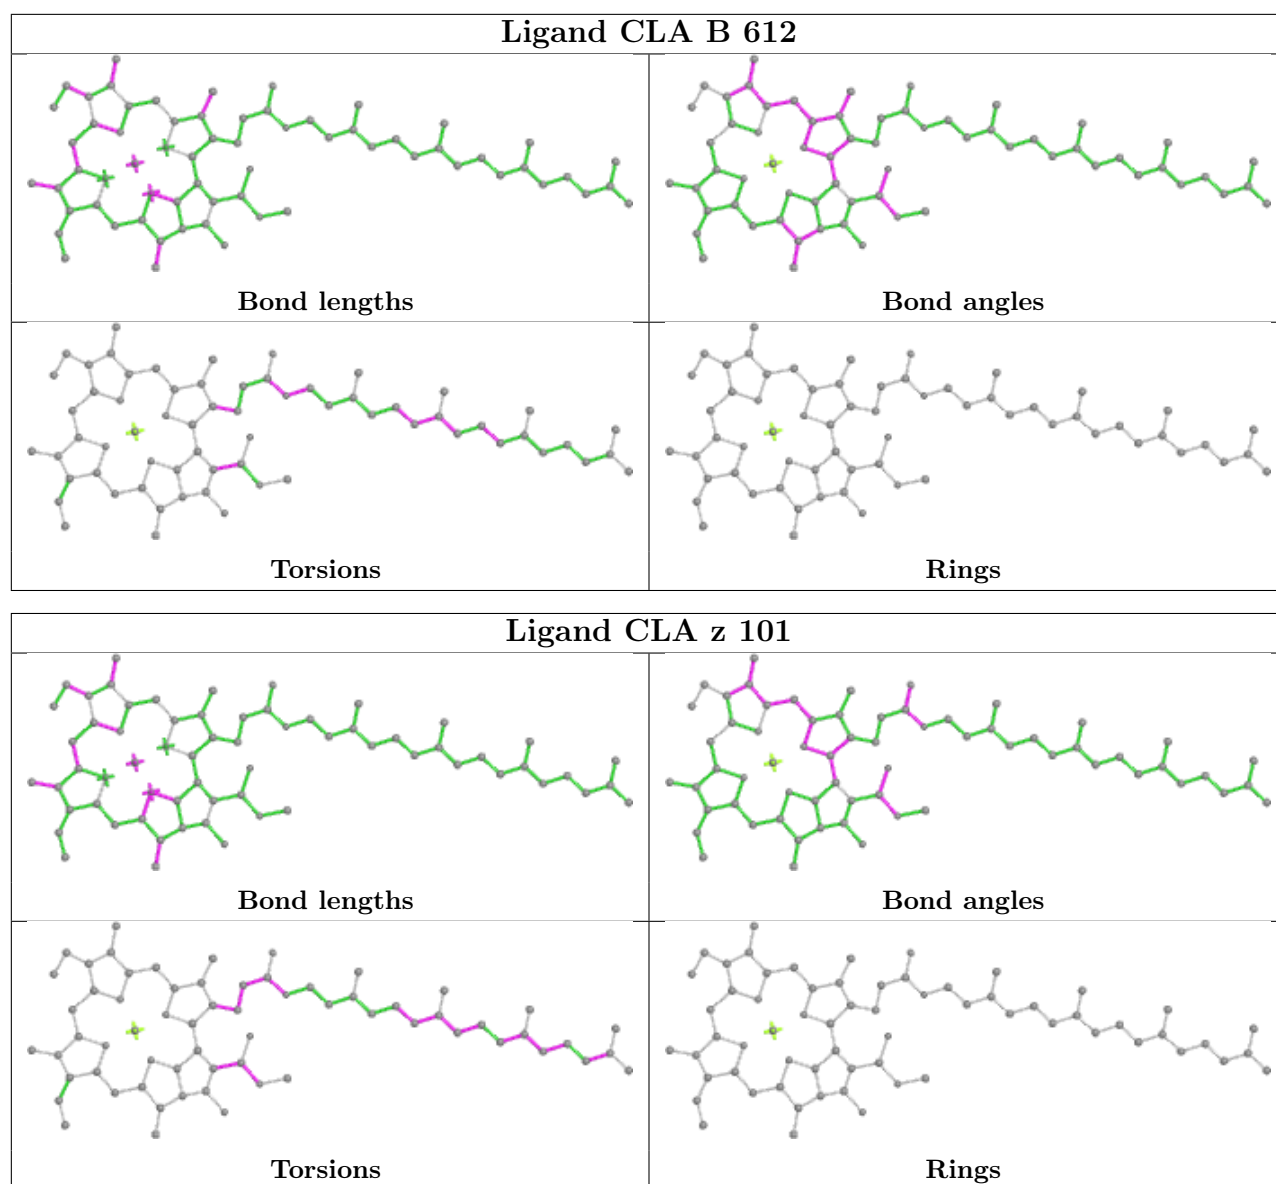 Ligand CLA B 612
Bond lengths
Bond angles
Torsions
Rings
Ligand CLA z 101
Bond lengths
Bond angles
Torsions
Rings